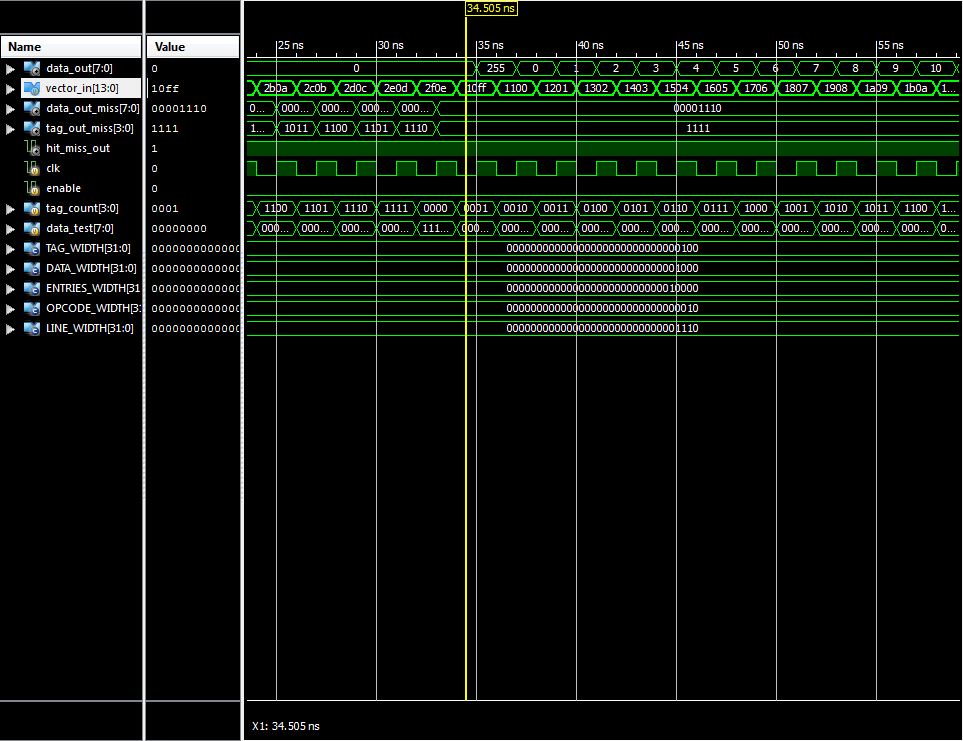 34.505 ns
Name Value 25 ns 30 ns 35 ns 40 ns 45 ns 50 ns 55 ns
data_out[7:0] 0 0 255 0 1 2 3 4 5 6 7 8 9 10
vector_in[13:0] 10ff 2b0a 2c0b 2d0c 2e0d 2f0e 10ff 1100 1201 1302 1403 1504 1605 1706 1807 1908 1a09 1b0a 1...
data_out_miss[7:0] 00001110 0... 000... 000... 000... 000... 00001110
tag_out_miss[3:0] 1111 1... 1011 1100 1101 1110 1111
hit_miss_out 1
clk 0
enable 0
tag_count[3:0] 0001 1100 1101 1110 1111 0000 0001 0010 0011 0100 0101 0110 0111 1000 1001 1010 1011 1100 1...
data_test[7:0] 00000000 000... 000... 000... 000... 111... 000... 000... 000... 000... 000... 000... 000... 000... 000... 000... 000... 000... 0...
TAG_WIDTH[31:0] 0000000000000 00000000000000000000000000000100
DATA_WIDTH[31:0] 0000000000000 00000000000000000000000000001000
ENTRIES_WIDTH[31 0000000000000 00000000000000000000000000010000
OPCODE_WIDTH[3: 0000000000000 00000000000000000000000000000010
LINE_WIDTH[31:0] 0000000000000 00000000000000000000000000001110
X1: 34.505 ns